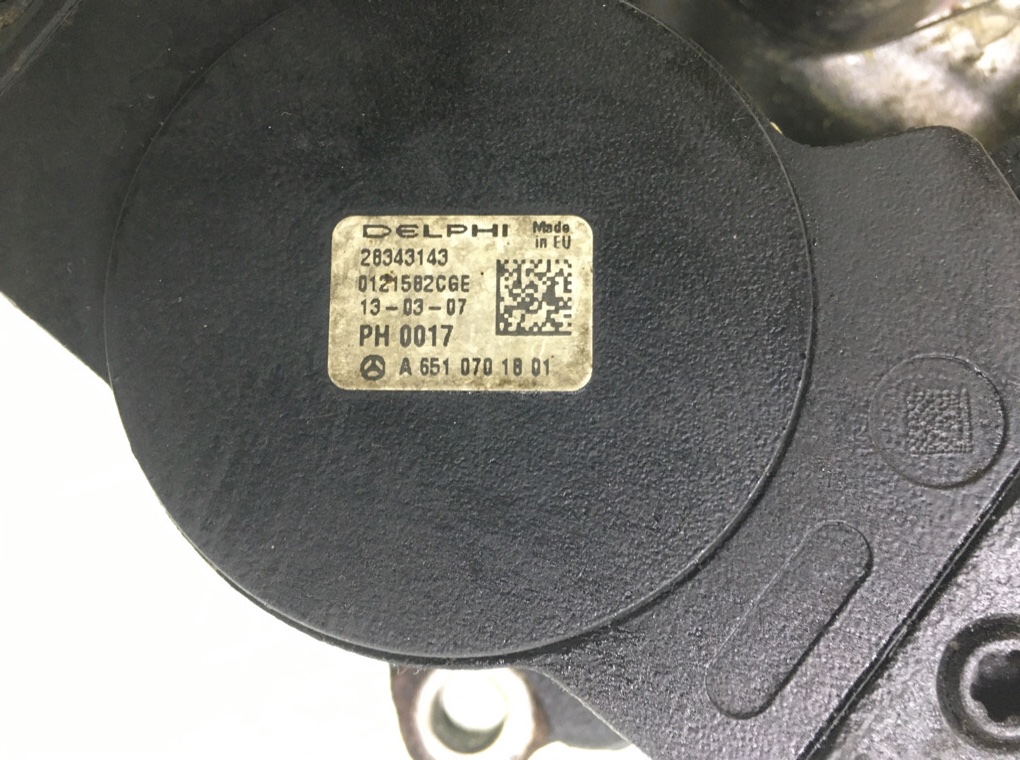 DELPHI
Made
in EU
28343143
0121582CGE
13-03-07
PH 0017
A 651 070 18 01